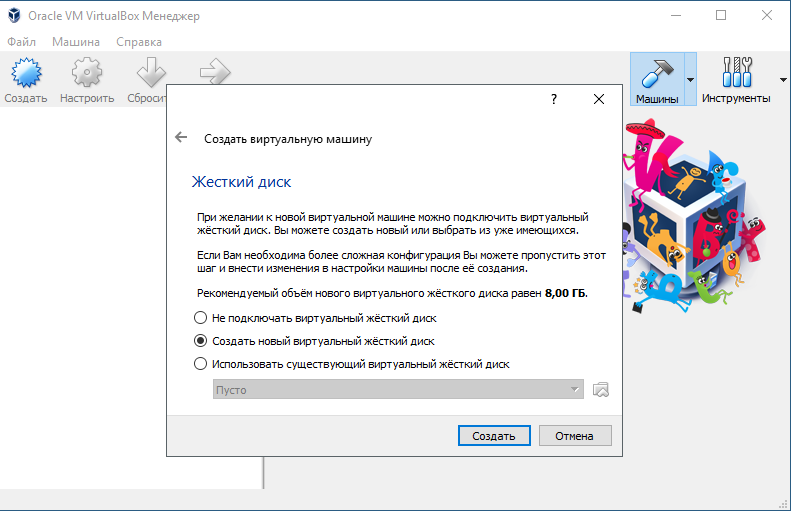 Oracle VM VirtualBox Менеджер
Файл Машина Справка
Создать Настроить Сбросить Машины Инструменты
?
Создать виртуальную машину
Жесткий диск
При желании к новой виртуальной машине можно подключить виртуальный
жёсткий диск. Вы можете создать новый или выбрать из уже имеющихся.
Если Вам необходима более сложная конфигурация Вы можете пропустить этот
шаг и внести изменения в настройки машины после её создания.
Рекомендуемый объём нового виртуального жёсткого диска равен 8,00 ГБ.
Не подключать виртуальный жёсткий диск
Создать новый виртуальный жёсткий диск
Использовать существующий виртуальный жёсткий диск
Пусто
Создать Отмена